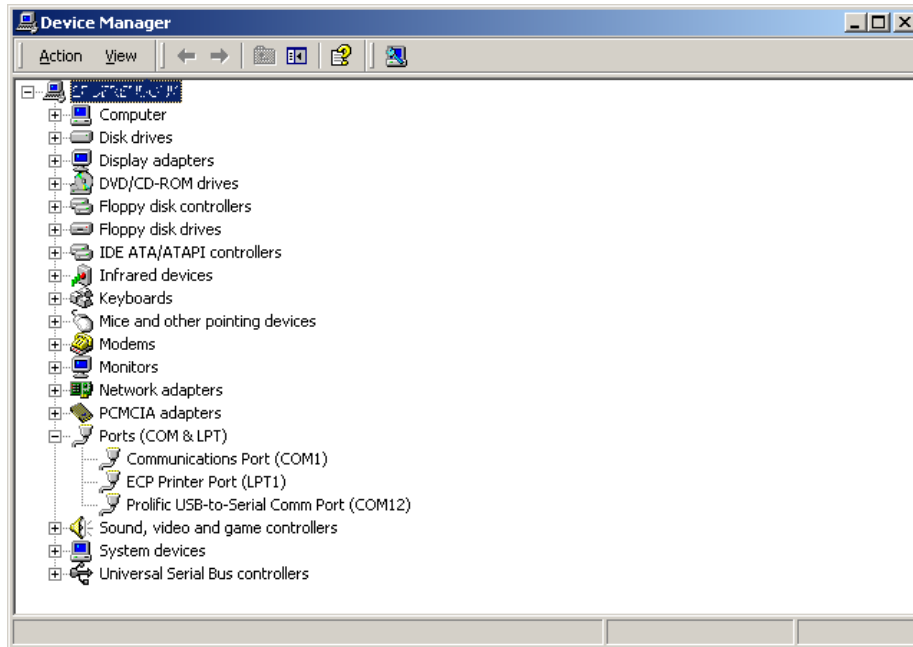 Device Manager
Action View
Computer
Disk drives
Display adapters
DVD/CD-ROM drives
Floppy disk controllers
Floppy disk drives
IDE ATA/ATAPI controllers
Infrared devices
Keyboards
Mice and other pointing devices
Modems
Monitors
Network adapters
PCMCIA adapters
Ports (COM & LPT)
Communications Port (COM1)
ECP Printer Port (LPT1)
Prolific USB-to-Serial Comm Port (COM12)
Sound, video and game controllers
System devices
Universal Serial Bus controllers